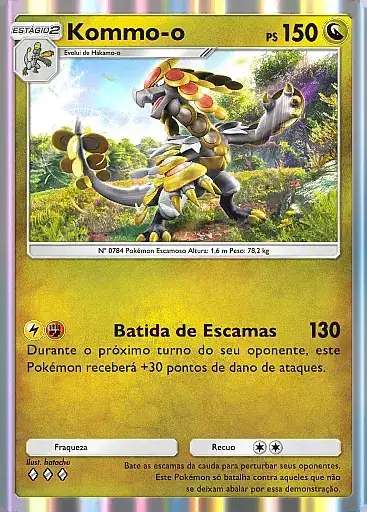 ESTÁGIO 2
Kommo-o
PS 150
Evolui de Hakamo-o
Nº 0784 Pokémon Escamoso Altura: 1,6 m Peso: 78,2 kg
Batida de Escamas 130
Durante o próximo turno do seu oponente, este
Pokémon receberá +30 pontos de dano de ataques.
Fraqueza
Recuo
Ilust. hatachu
Bate as escamas da cauda para perturbar seus oponentes.
Este Pokémon só batalha contra aqueles que não
se deixam abalar por essa demonstração.